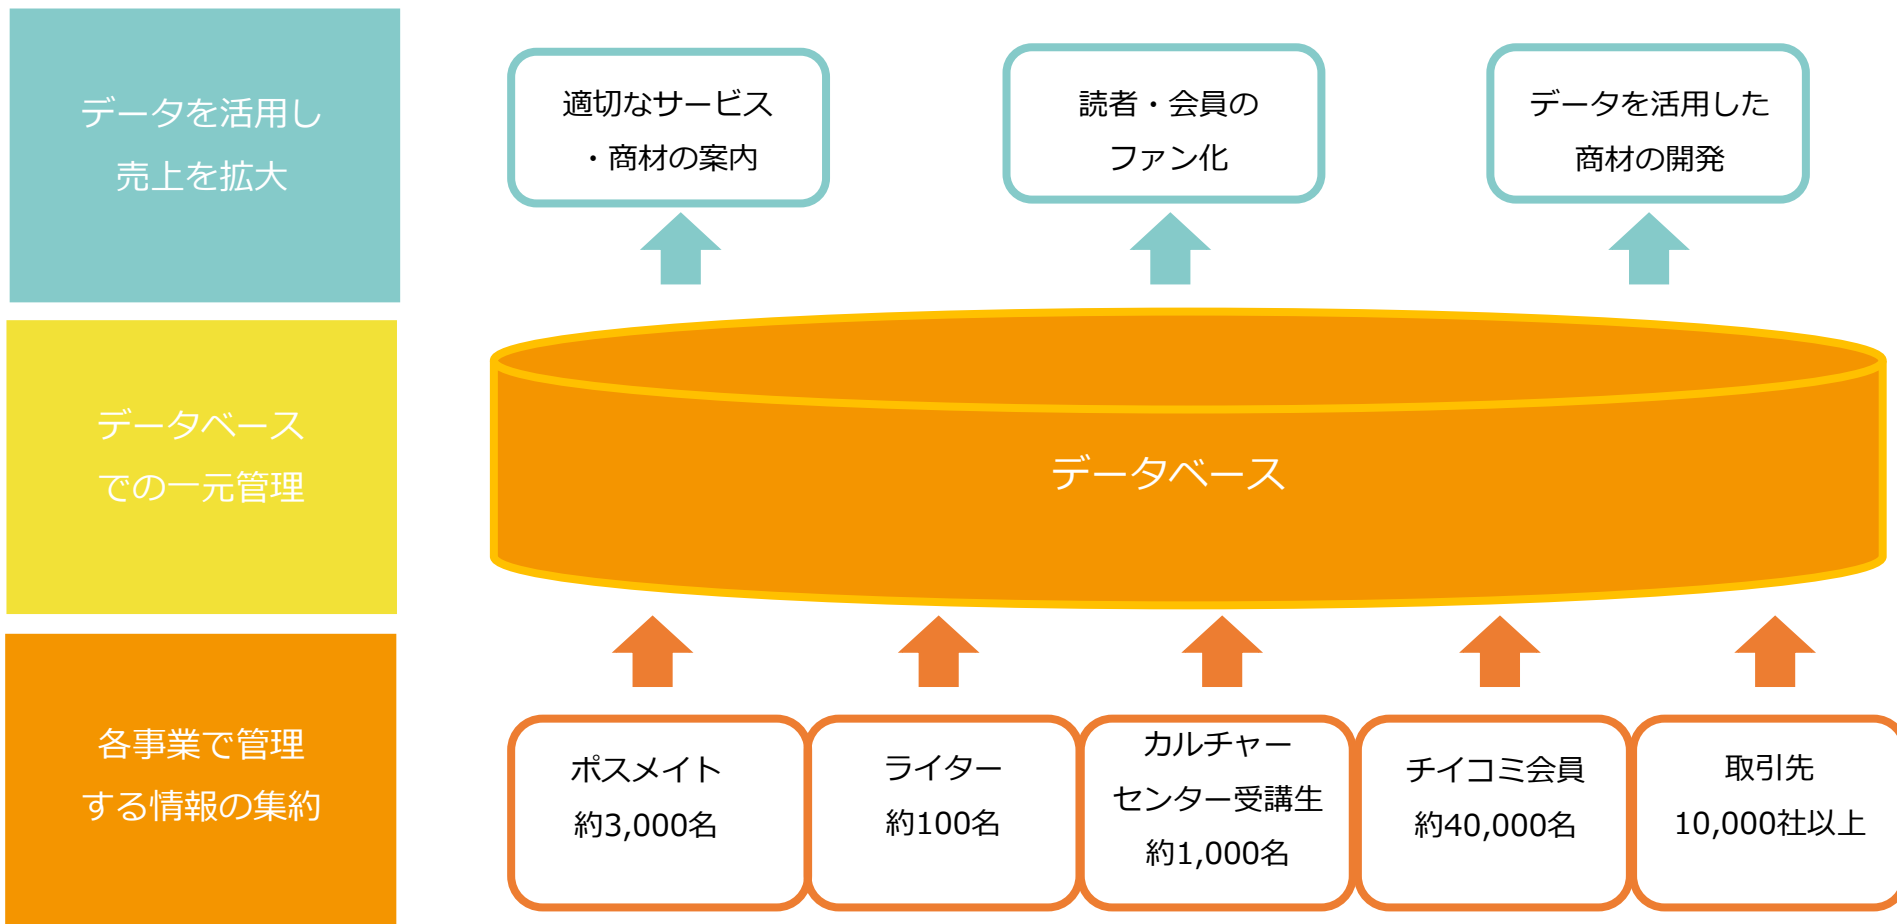 データを活用し
売上を拡大
適切なサービス
・商材の案内
読者・会員の
ファン化
データを活用した
商材の開発
データベース
での一元管理
データベース
各事業で管理
する情報の集約
ポスメイト
約3,000名
ライター
約100名
カルチャー
センター受講生
約1,000名
チイコミ会員
約40,000名
取引先
10,000社以上